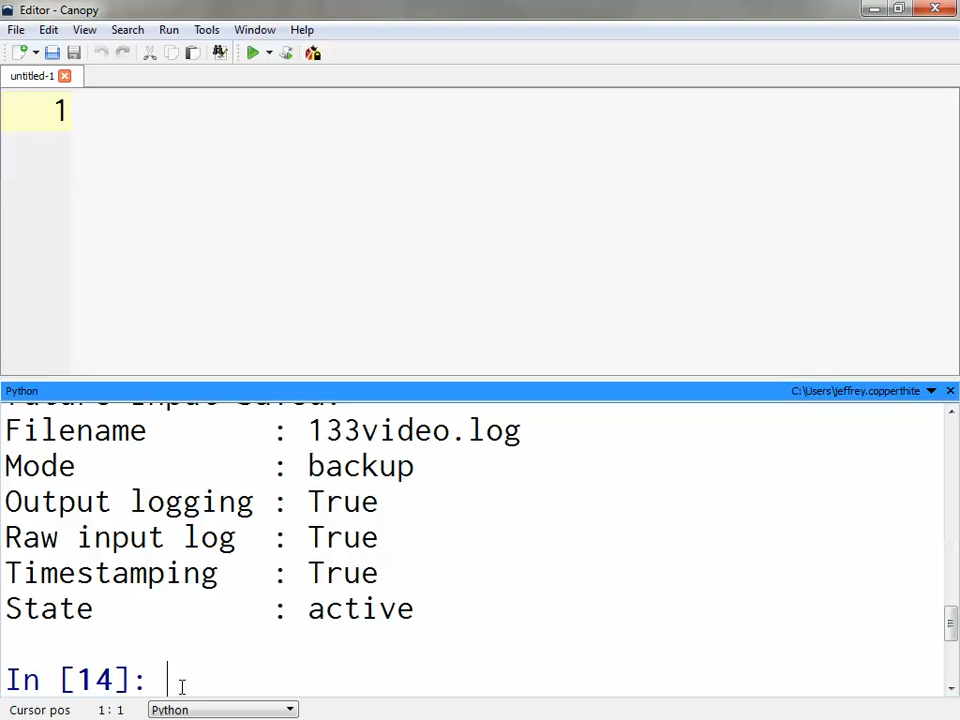 Editor - Canopy
File Edit View Search Run Tools Window Help
untitled-1
1
Python C:\Users\jeffrey.copperthite
Filename : 133video.log
Mode : backup
Output logging : True
Raw input log : True
Timestamping : True
State : active
In [14]:
Cursor pos 1: 1 Python